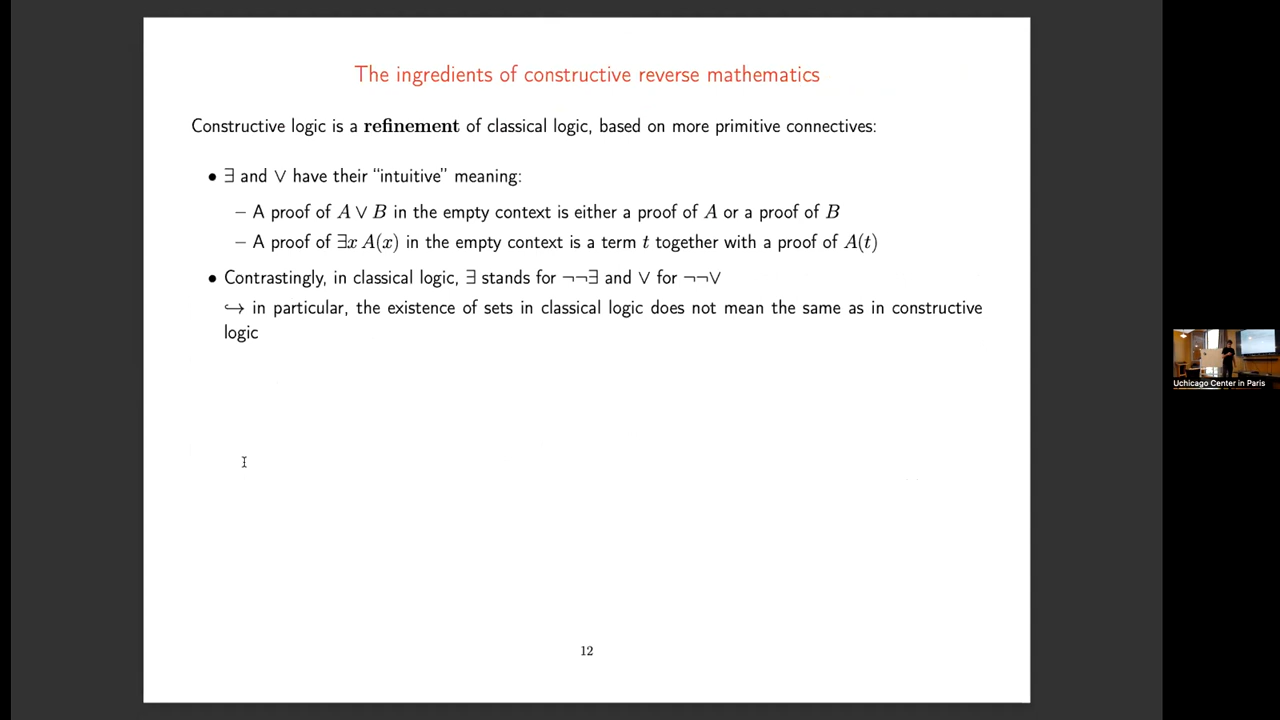 The ingredients of constructive reverse mathematics
Constructive logic is a refinement of classical logic, based on more primitive connectives:
• ∃ and ∨ have their “intuitive” meaning:
– A proof of A ∨ B in the empty context is either a proof of A or a proof of B
– A proof of ∃x A(x) in the empty context is a term t together with a proof of A(t)
• Contrastingly, in classical logic, ∃ stands for ¬¬∃ and ∨ for ¬¬∨
↪ in particular, the existence of sets in classical logic does not mean the same as in constructive
logic
12
Uchicago Center in Paris